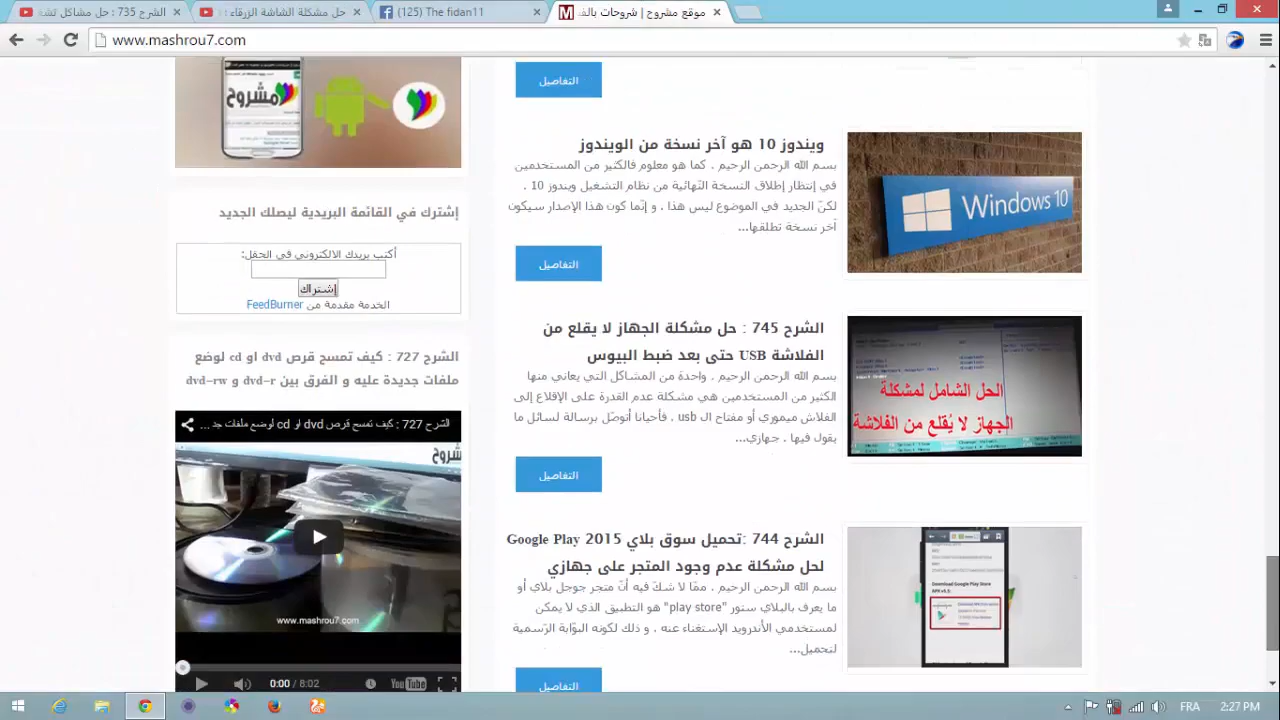 الشرح 735 : حل مشكلة تشت
حل مشكلة الشاشة الزرقاء :
(125) The fidan11
موقع مشروح | شروحات بالف
www.mashrou7.com
مشروح
التفاصيل
ويندوز 10 هو آخر نسخة من الويندوز
بسم الله الرحمن الرحيم . كما هو معلوم فالكثير من المستخدمين
في إنتظار إطلاق النسخة النّهائية من نظام التشغيل ويندوز 10 .
لكنّ الجديد في الموضوع ليس هذا . و إنّما كون هذا الإصدار سيكون
آخر نسخة تطلقها...
التفاصيل
Windows 10
إشترك في القائمة البريدية ليصلك الجديد
أكتب بريدك الالكتروني في الحقل:
إشتراك
الخدمة مقدمة من FeedBurner
الشرح 745 : حل مشكلة الجهاز لا يقلع من
الفلاشة USB حتى بعد ضبط البيوس
بسم الله الرحمن الرحيم . واحدة من المشاكل التي يعاني منها
الكثير من المستخدمين هي مشكلة عدم القدرة على الإقلاع إلى
الفلاش ميموري أو مفتاح ال usb . فأحيانا أتوصّل برسالة لسائل ما
يقول فيها . جهازي...
التفاصيل
الحل الشامل لمشكلة
الجهاز لا يُقلع من الفلاشة
الشرح 727 : كيف تمسح قرص dvd او cd لوضع
ملفات جديدة عليه و الفرق بين dvd-r و dvd-rw
الشرح 727 : كيف تمسح قرص dvd او cd لوضع ملفات جد ...
مشروح
www.mashrou7.com
0:00 / 8:02
YouTube
الشرح 744 :تحميل سوق بلاي Google Play 2015
لحل مشكلة عدم وجود المتجر على جهازي
بسم الله الرحمن الرحيم . ممّا لا شكّ فيه أنّ متجر جوجل بلاي أو
ما يعرف بالبلاي ستور "play store" هو التطبيق الذي لا يمكن
لمستخدمي الأندرويد الإستغناء عنه . و ذلك لكونه البوّابة الرسمية
لتحميل...
التفاصيل
Download Google Play Store
FRA
2:27 PM